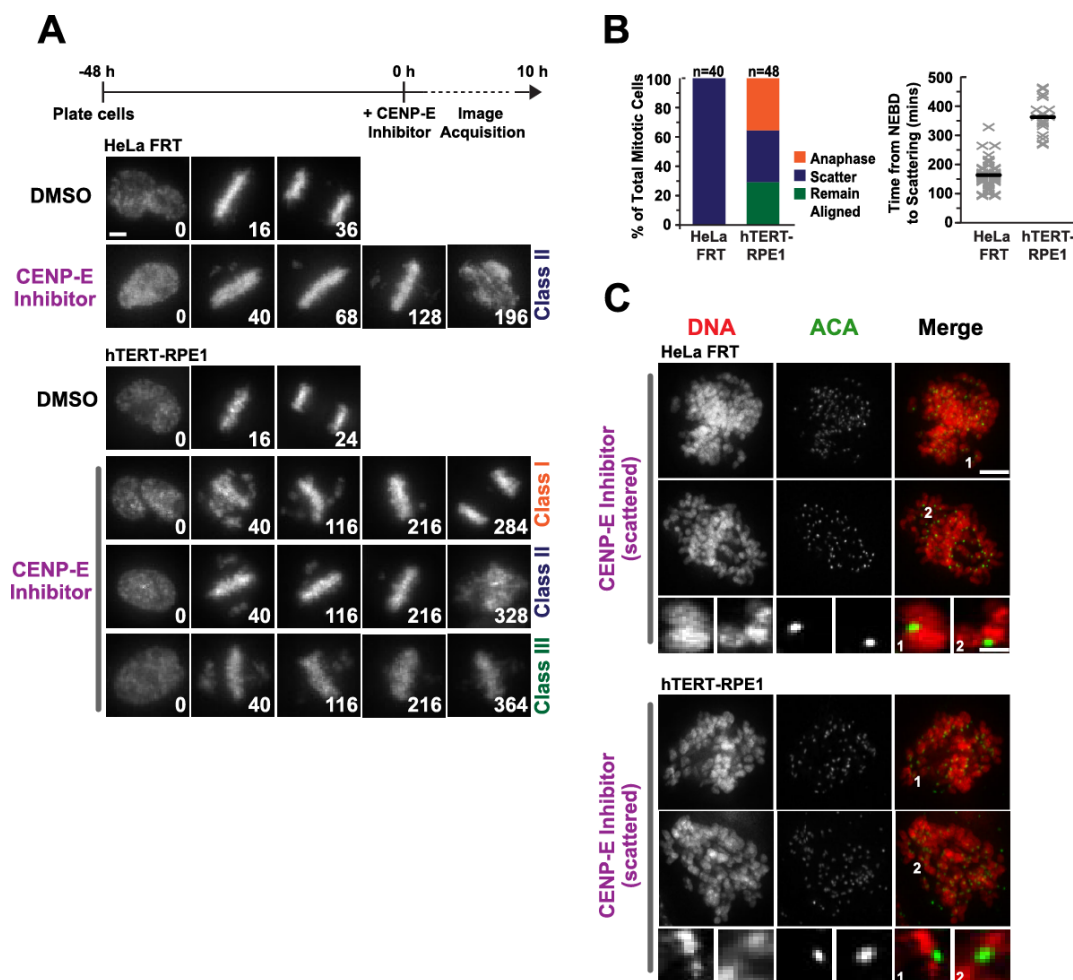 A
-48 h
0 h
10 h
Plate cells
+ CENP-E
Inhibitor
Image
Acquisition
HeLa FRT
DMSO
0
16
36
CENP-E
Inhibitor
0
40
68
128
196
Class II
hTERT-RPE1
DMSO
0
16
24
CENP-E
Inhibitor
0
40
116
216
284
Class I
0
40
116
216
328
Class II
0
40
116
216
364
Class III
B
% of Total Mitotic Cells
100
80
60
40
20
0
n=40
n=48
HeLa
FRT
hTERT-
RPE1
Anaphase
Scatter
Remain
Aligned
Time from NEBD
to Scattering (mins)
500
400
300
200
100
0
HeLa
FRT
hTERT-
RPE1
C
DNA
ACA
Merge
HeLa FRT
CENP-E Inhibitor
(scattered)
1
2
1
2
hTERT-RPE1
CENP-E Inhibitor
(scattered)
1
2
1
2